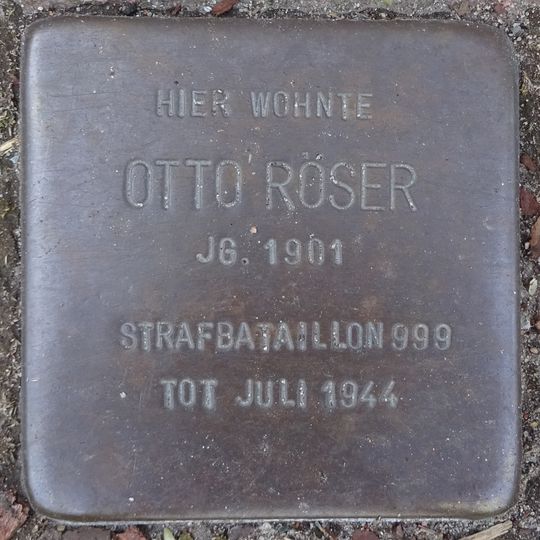 HIER WOHNTE
OTTO RÖSER
JG. 1901
STRAFBATAILLON 999
TOT JULI 1944